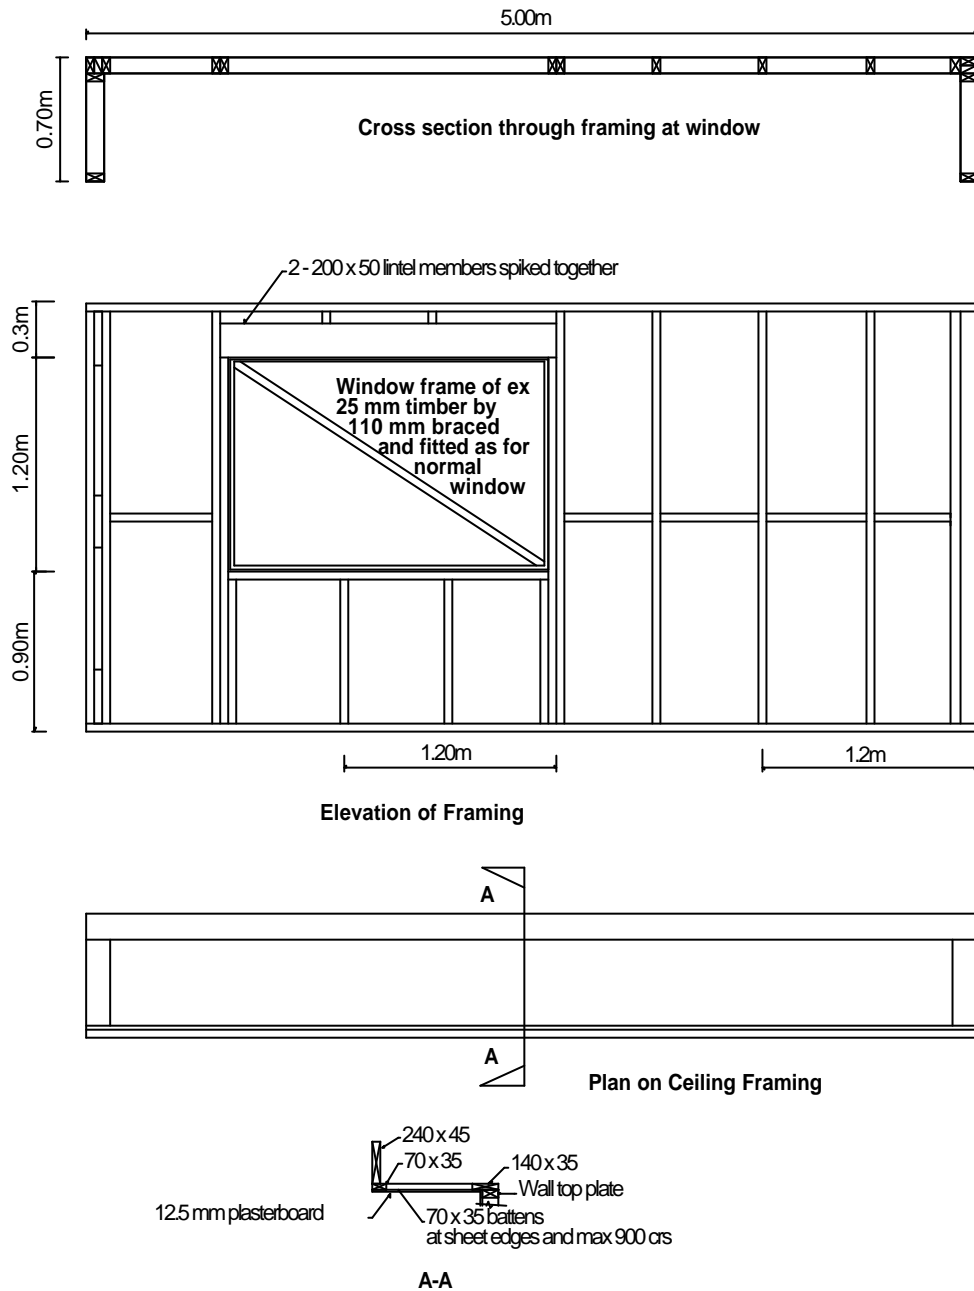 5.00m
0.70m
Cross section through framing at window
2 - 200 x 50 lintel members spiked together
0.3m
1.20m
0.90m
Window frame of ex
25 mm timber by
110 mm braced
and fitted as for
normal
window
1.20m
1.2m
Elevation of Framing
A
A
Plan on Ceiling Framing
240 x 45
70 x 35
140 x 35
Wall top plate
12.5 mm plasterboard
70 x 35 battens
at sheet edges and max 900 crs
A-A